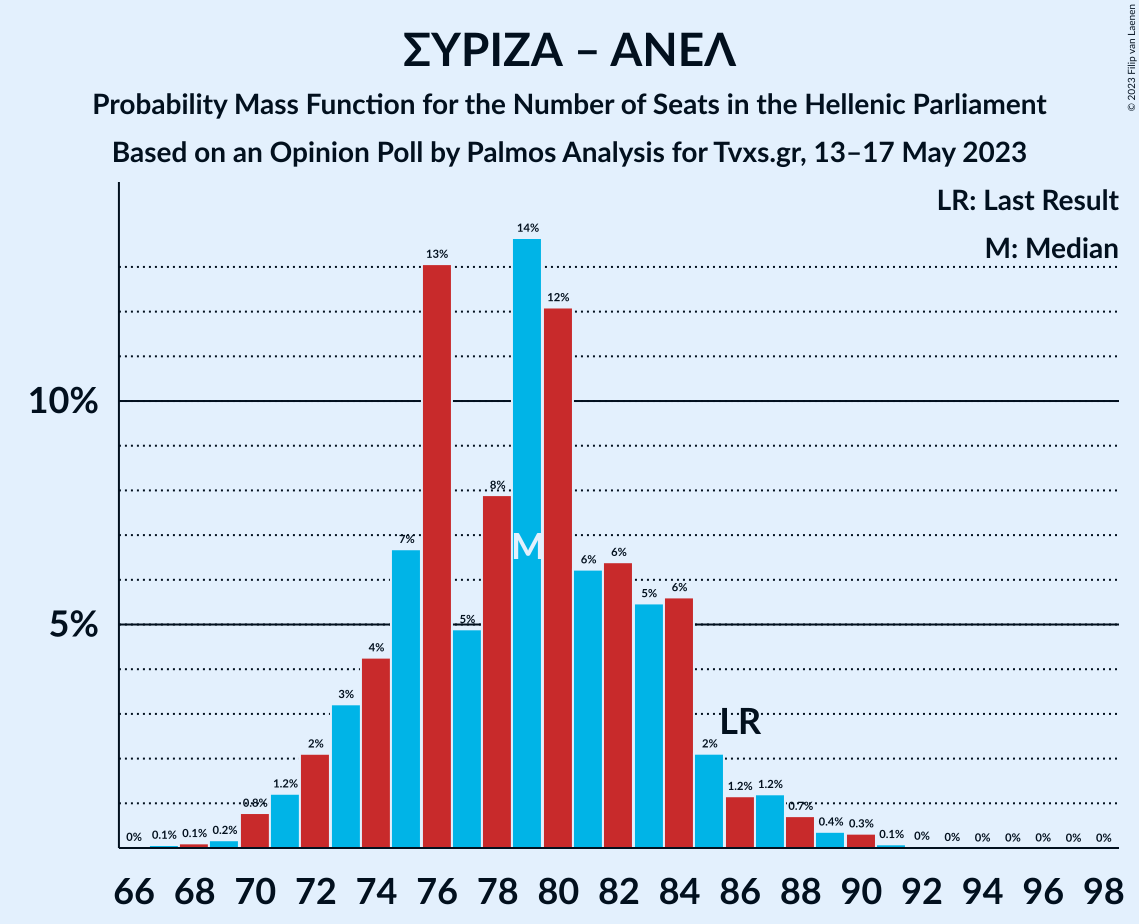 ΣΥΡΙΖΑ – ΑΝΕΛ
Probability Mass Function for the Number of Seats in the Hellenic Parliament
Based on an Opinion Poll by Palmos Analysis for Tvxs.gr, 13–17 May 2023
© 2023 Filip van Laenen
LR: Last Result
M: Median
10%
5%
0% 0.1% 0.1% 0.2% 0.8% 1.2% 2% 3% 4% 7% 13% 5% 8% 14% 12% 6% 6% 5% 6% 2% 1.2% 1.2% 0.7% 0.4% 0.3% 0.1% 0% 0% 0% 0% 0% 0% 0%
M
LR
66 68 70 72 74 76 78 80 82 84 86 88 90 92 94 96 98